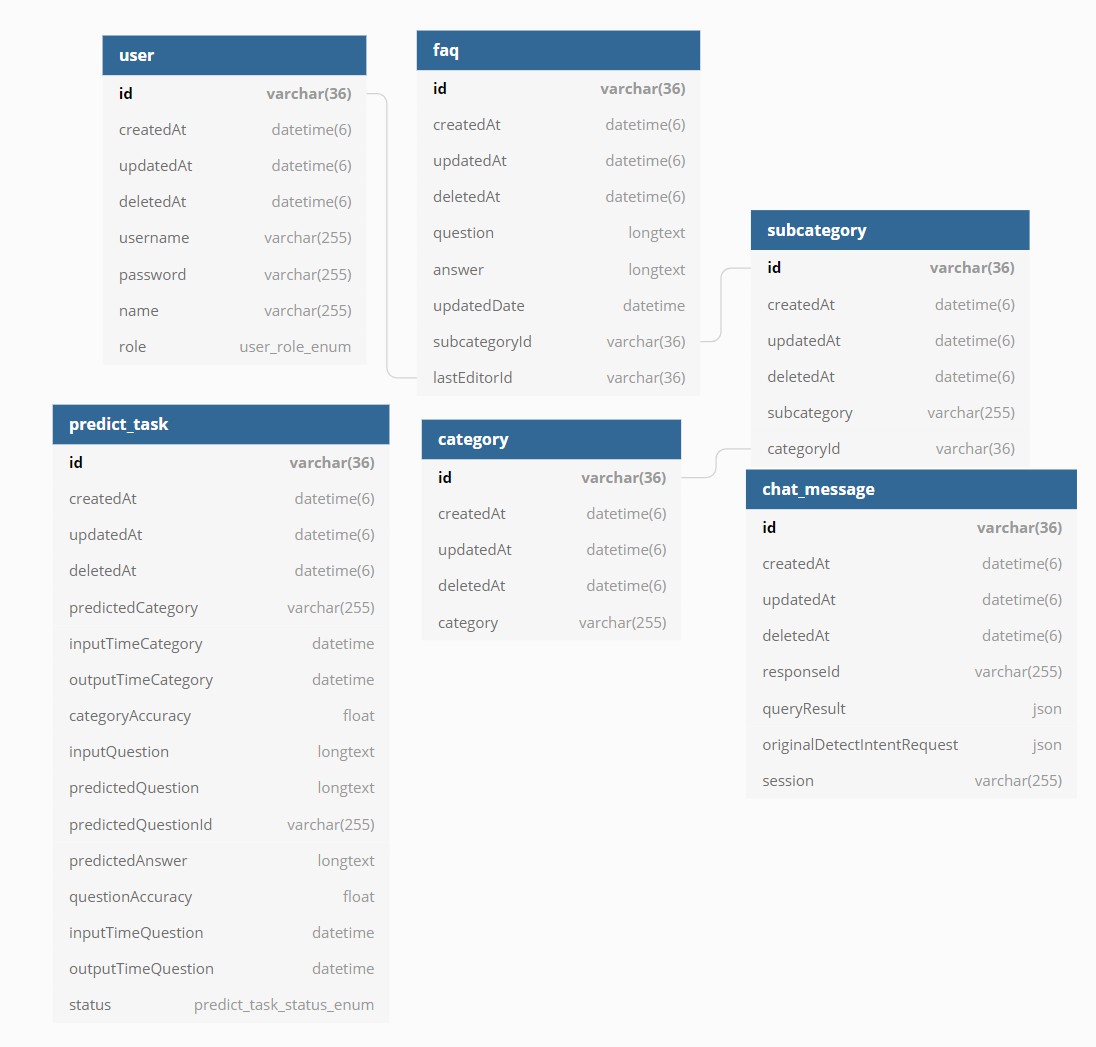 user
id varchar(36)
createdAt datetime(6)
updatedAt datetime(6)
deletedAt datetime(6)
username varchar(255)
password varchar(255)
name varchar(255)
role user_role_enum
faq
id varchar(36)
createdAt datetime(6)
updatedAt datetime(6)
deletedAt datetime(6)
question longtext
answer longtext
updatedDate datetime
subcategoryId varchar(36)
lastEditorId varchar(36)
subcategory
id varchar(36)
createdAt datetime(6)
updatedAt datetime(6)
deletedAt datetime(6)
subcategory varchar(255)
categoryId varchar(36)
predict_task
id varchar(36)
createdAt datetime(6)
updatedAt datetime(6)
deletedAt datetime(6)
predictedCategory varchar(255)
inputTimeCategory datetime
outputTimeCategory datetime
categoryAccuracy float
inputQuestion longtext
predictedQuestion longtext
predictedQuestionId varchar(255)
predictedAnswer longtext
questionAccuracy float
inputTimeQuestion datetime
outputTimeQuestion datetime
status predict_task_status_enum
category
id varchar(36)
createdAt datetime(6)
updatedAt datetime(6)
deletedAt datetime(6)
category varchar(255)
chat_message
id varchar(36)
createdAt datetime(6)
updatedAt datetime(6)
deletedAt datetime(6)
responseId varchar(255)
queryResult json
originalDetectIntentRequest json
session varchar(255)